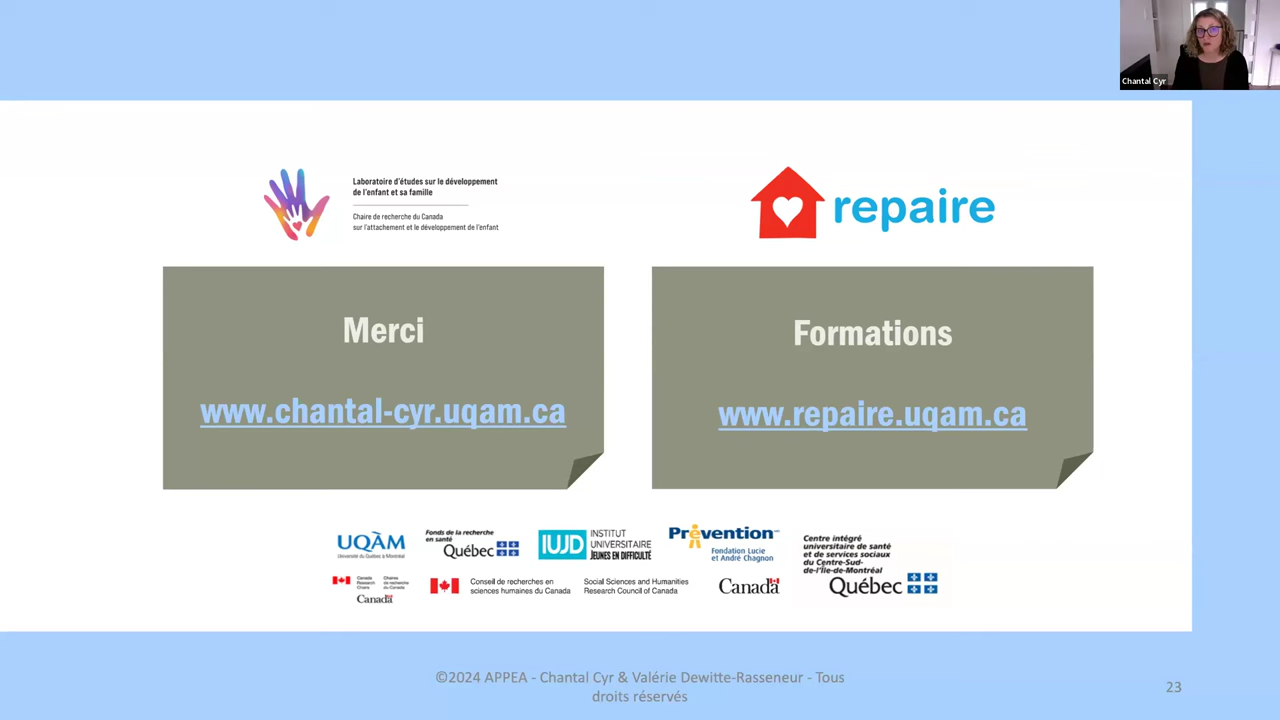 Chantal Cyr
Laboratoire d'études sur le développement
de l'enfant et sa famille
Chaire de recherche du Canada
sur l'attachement et le développement de l'enfant
repaire
Merci
www.chantal-cyr.uqam.ca
Formations
www.repaire.uqam.ca
UQÀM
Université du Québec à Montréal
Fonds de la recherche
en santé
Québec
IUJD
INSTITUT
UNIVERSITAIRE
JEUNES EN DIFFICULTÉ
Prévention
Fondation Lucie
et André Chagnon
Centre intégré
universitaire de santé
et de services sociaux
du Centre-Sud-
de-l'Île-de-Montréal
Québec
Canada
Research
Chairs
Chaires
de recherche
du Canada
Canada
Conseil de recherches en
sciences humaines du Canada
Social Sciences and Humanities
Research Council of Canada
Canada
©2024 APPEA - Chantal Cyr & Valérie Dewitte-Rasseneur - Tous
droits réservés
23